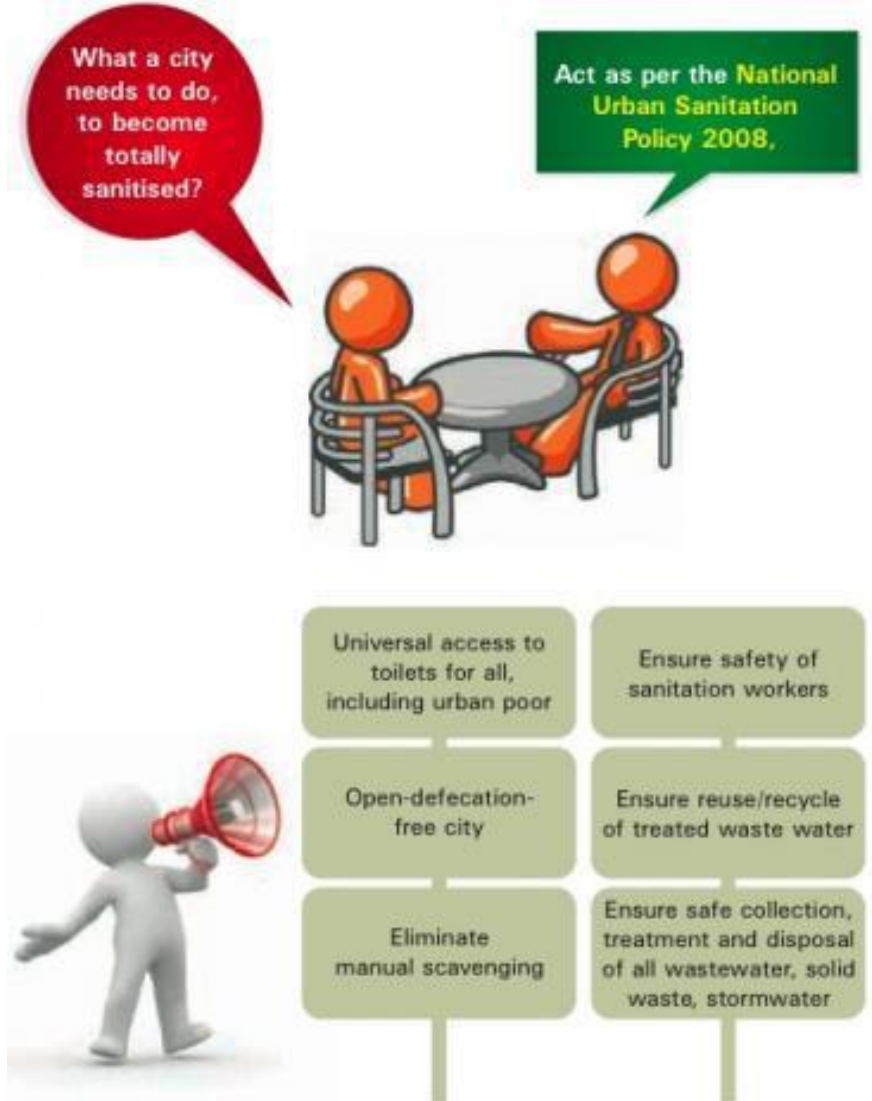 What a city
needs to do,
to become
totally
sanitised?
Act as per the National
Urban Sanitation
Policy 2008,
Universal access to
toilets for all,
including urban poor
Ensure safety of
sanitation workers
Open-defecation-
free city
Ensure reuse/recycle
of treated waste water
Eliminate
manual scavenging
Ensure safe collection,
treatment and disposal
of all wastewater, solid
waste, stormwater